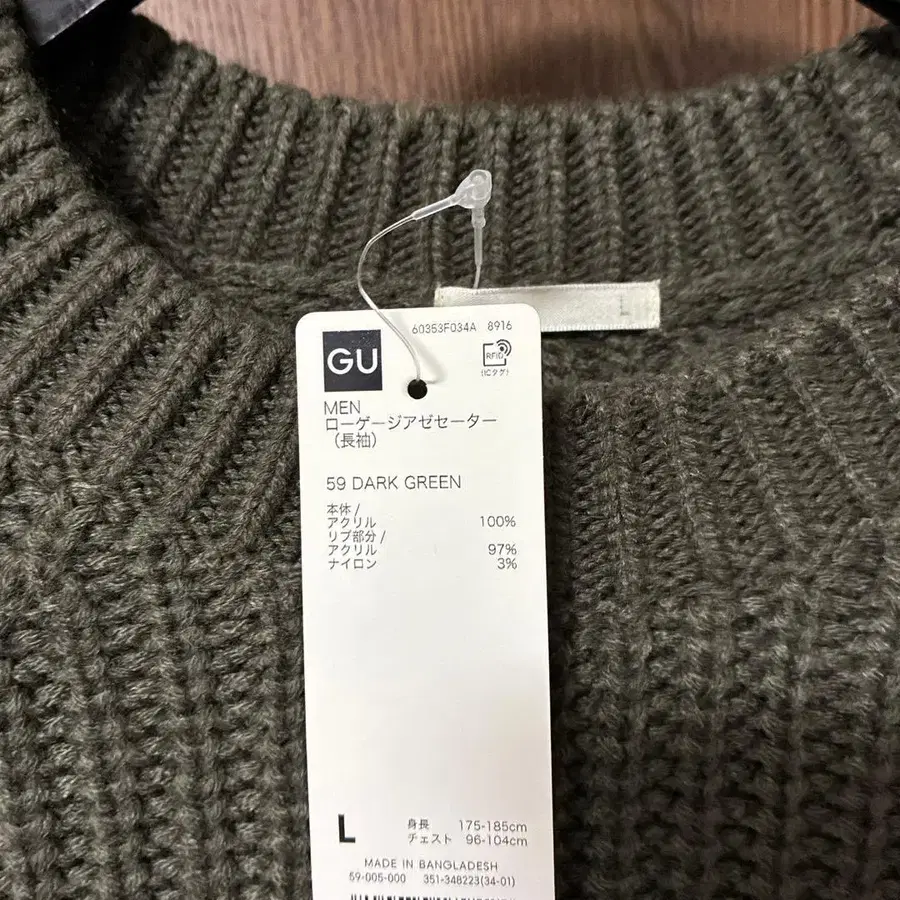 L
60353F034A 8916
GU
RFID
(ICタグ)
MEN
ローゲージアゼセーター
(長袖)
59 DARK GREEN
本体/
アクリル 100%
リブ部分/
アクリル 97%
ナイロン 3%
L 身長 175-185cm
チェスト 96-104cm
MADE IN BANGLADESH
59-005-000 351-348223(34-01)